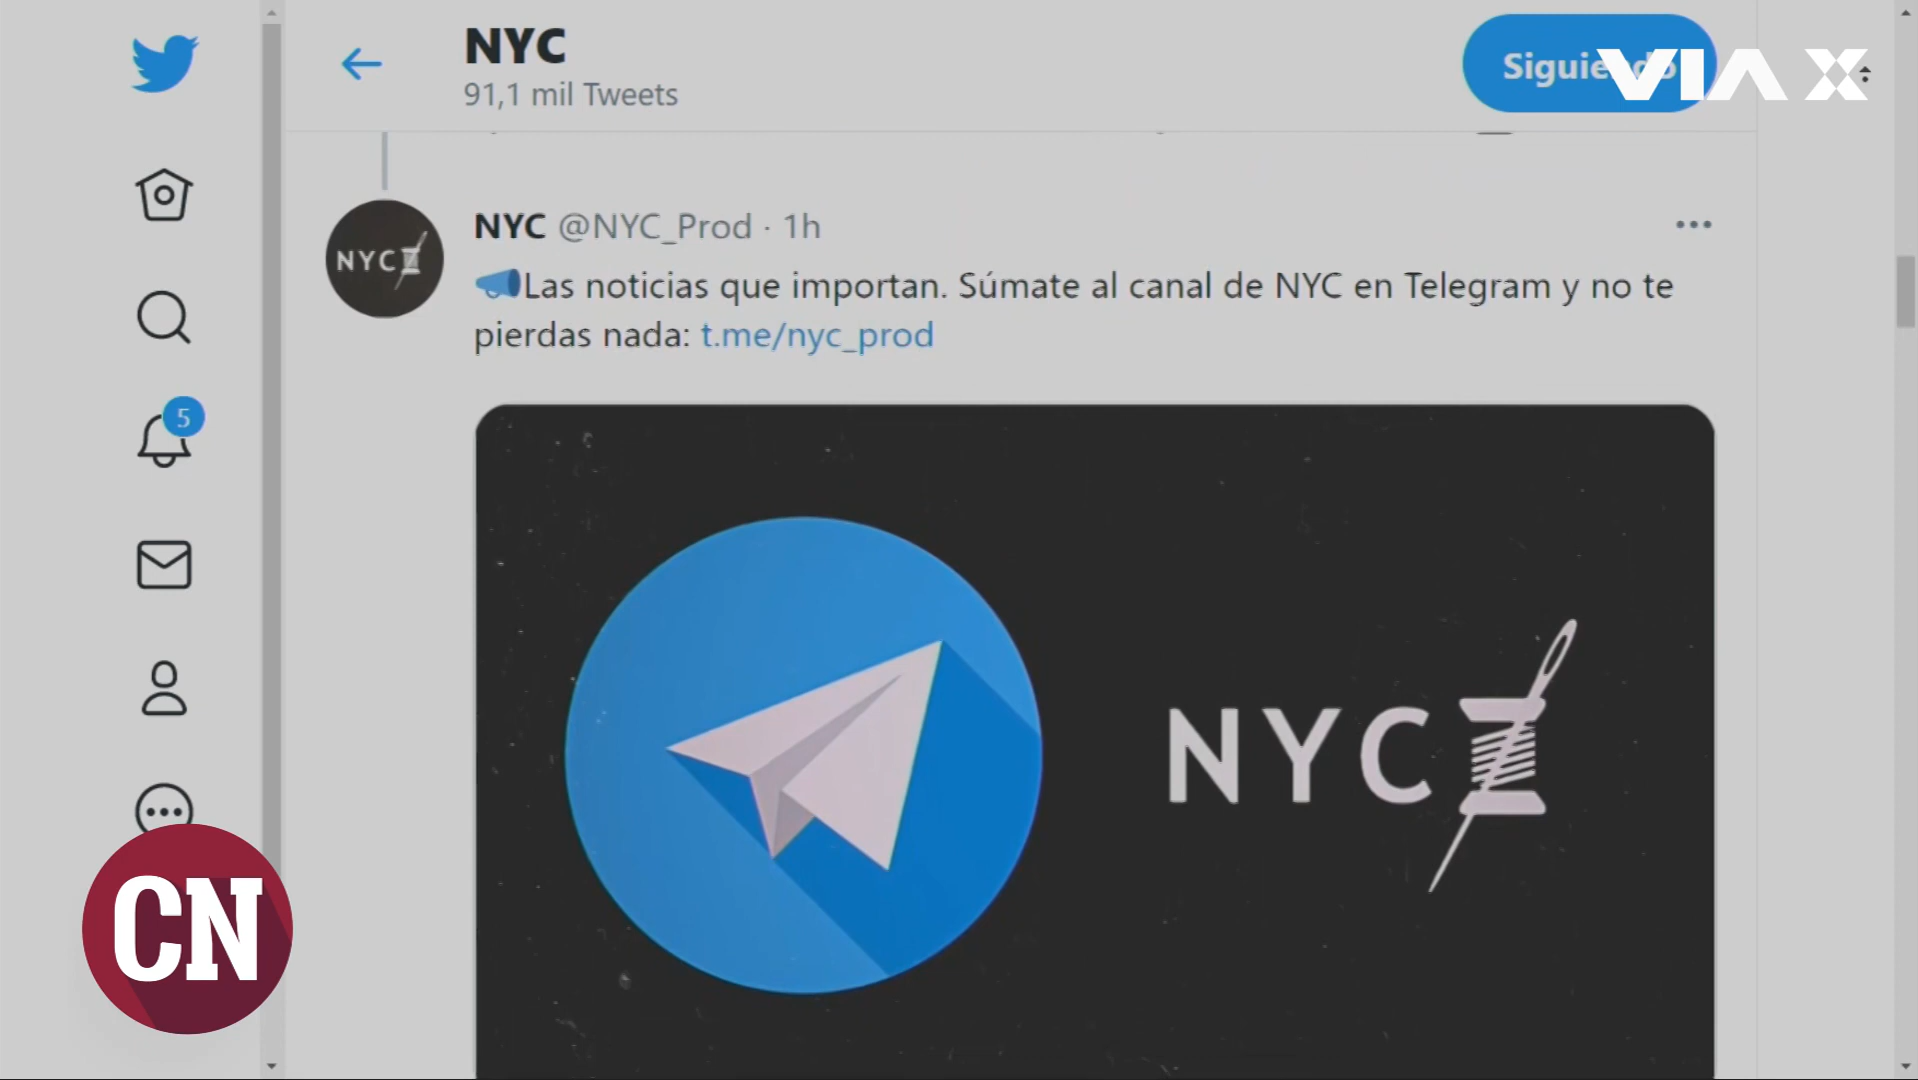 NYC
91,1 mil Tweets
Siguiendo
VIA X
NYC @NYC_Prod · 1h
NYC
Las noticias que importan. Súmate al canal de NYC en Telegram y no te
pierdas nada: t.me/nyc_prod
5
NYC
CN